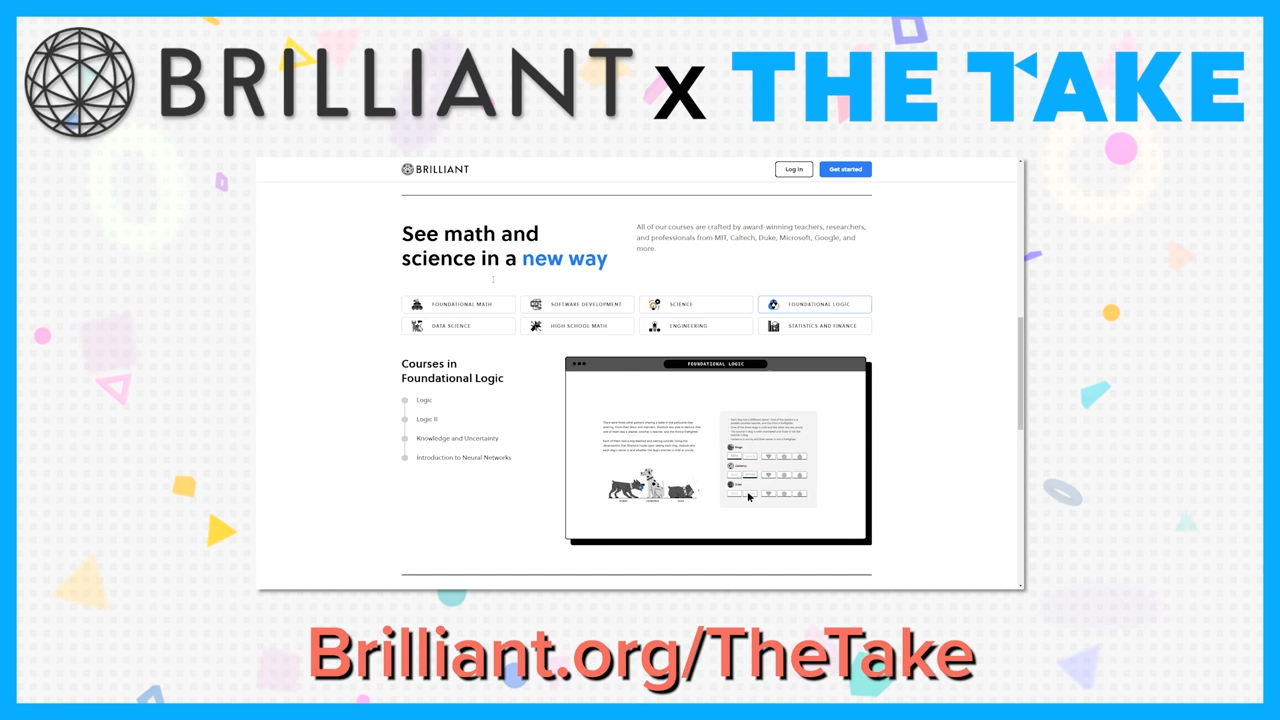 BRILLIANT x THE TAKE
BRILLIANT
Log in
Get started
See math and
science in a new way
All of our courses are crafted by award-winning teachers, researchers,
and professionals from MIT, Caltech, Duke, Microsoft, Google, and
more.
FOUNDATIONAL MATH
SOFTWARE DEVELOPMENT
SCIENCE
FOUNDATIONAL LOGIC
DATA SCIENCE
HIGH SCHOOL MATH
ENGINEERING
STATISTICS AND FINANCE
Courses in
Foundational Logic
Logic
Logic II
Knowledge and Uncertainty
Introduction to Neural Networks
FOUNDATIONAL LOGIC
Brilliant.org/TheTake